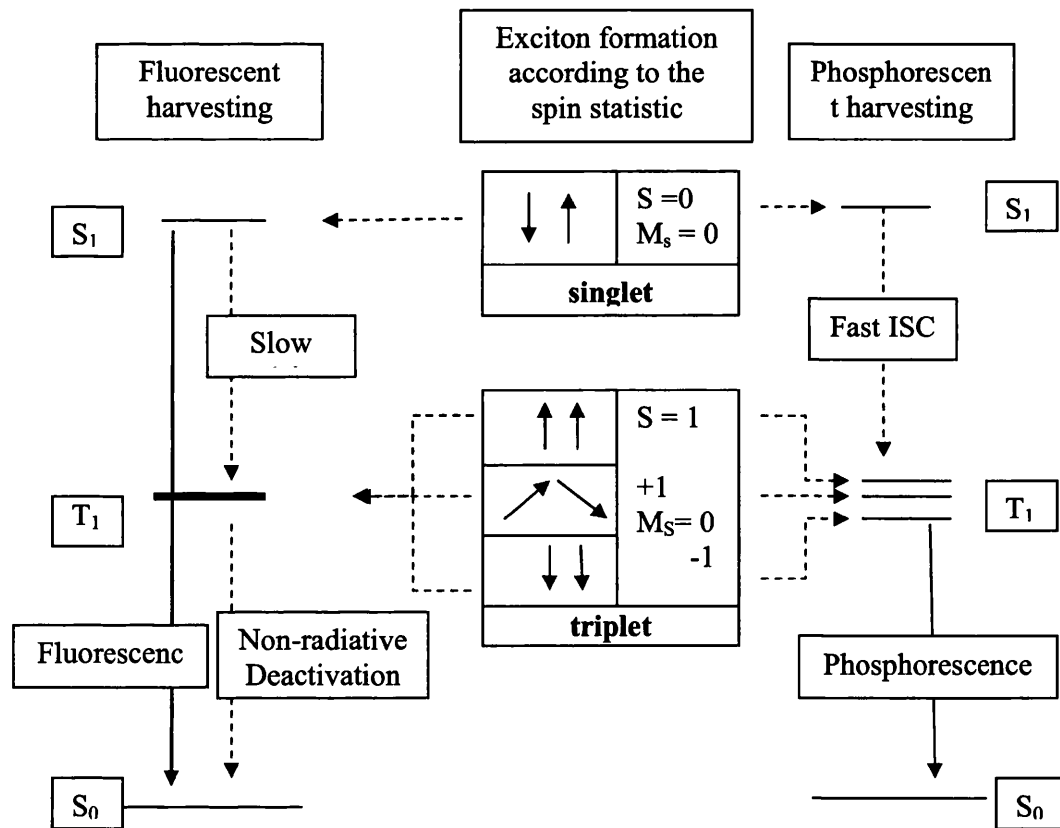 Fluorescent
harvesting
Exciton formation
according to the
spin statistic
Phosphorescen
t harvesting
S₁
S =0
Mₛ = 0
singlet
S₁
Slow
Fast ISC
T₁
S = 1
+1
M_S= 0
-1
triplet
T₁
Fluorescenc
Non-radiative
Deactivation
Phosphorescence
S₀
S₀